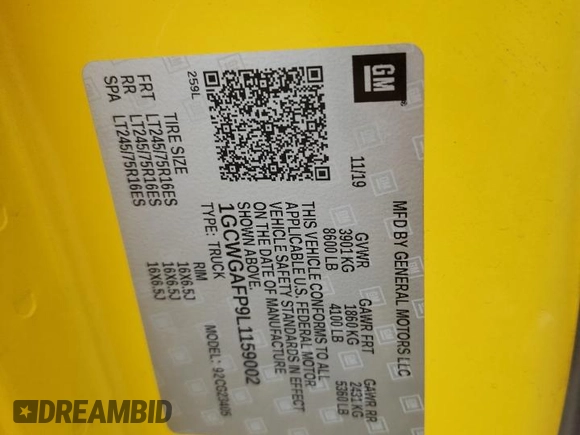 GM
MFD BY GENERAL MOTORS LLC
11/19
GVWR GAWR FRT GAWR RR
3901 KG 1860 KG 2431 KG
8600 LB 4100 LB 5360 LB
THIS VEHICLE CONFORMS TO ALL
APPLICABLE U.S. FEDERAL MOTOR
VEHICLE SAFETY STANDARDS IN EFFECT
ON THE DATE OF MANUFACTURE
SHOWN ABOVE.
1GCWGAFP9L1159002
TYPE: TRUCK MODEL:
259L
TIRE SIZE RIM
FRT LT245/75R16ES 16X6.5J
RR LT245/75R16ES 16X6.5J
SPA LT245/75R16ES 16X6.5J
DREAMBID